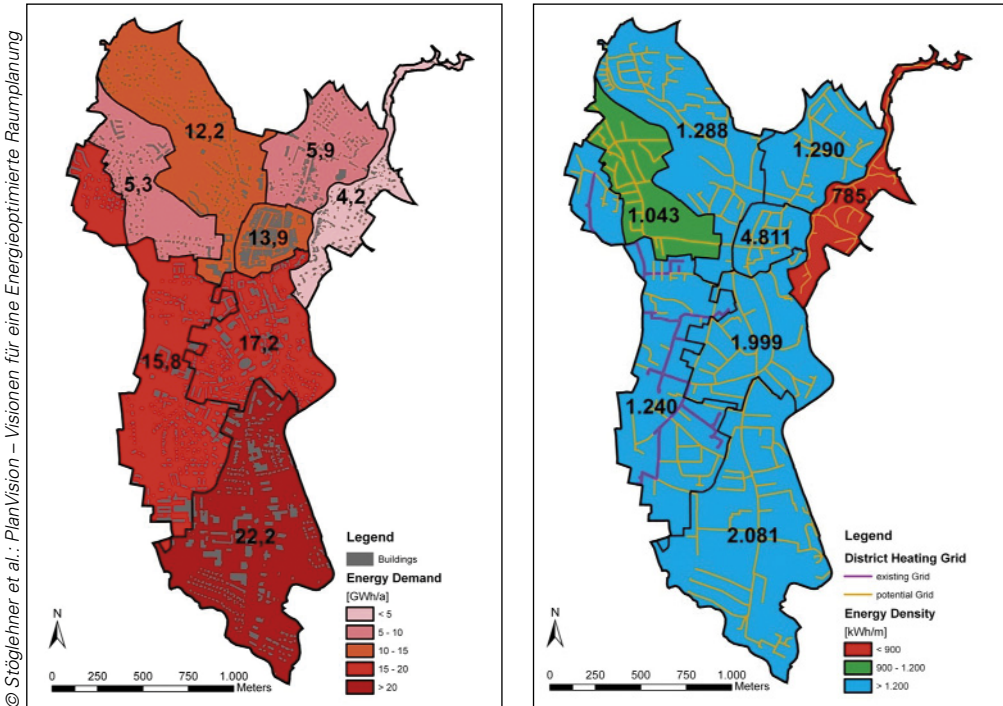 © Stöglehner et al.: PlanVision – Visionen für eine Energieoptimierte Raumplanung
12,2
5,9
5,3
4,2
13,9
17,2
15,8
22,2
Legend
Buildings
Energy Demand
[GWh/a]
< 5
5 - 10
10 - 15
15 - 20
> 20
N
0 500 1.000
Meters
1.288
1.290
785
1.043
4.811
1.999
1.240
2.081
Legend
District Heating Grid
existing Grid
potential Grid
Energy Density
[kWh/m]
< 900
900 - 1.200
> 1.200
N
0 250 500 1.000
Meters